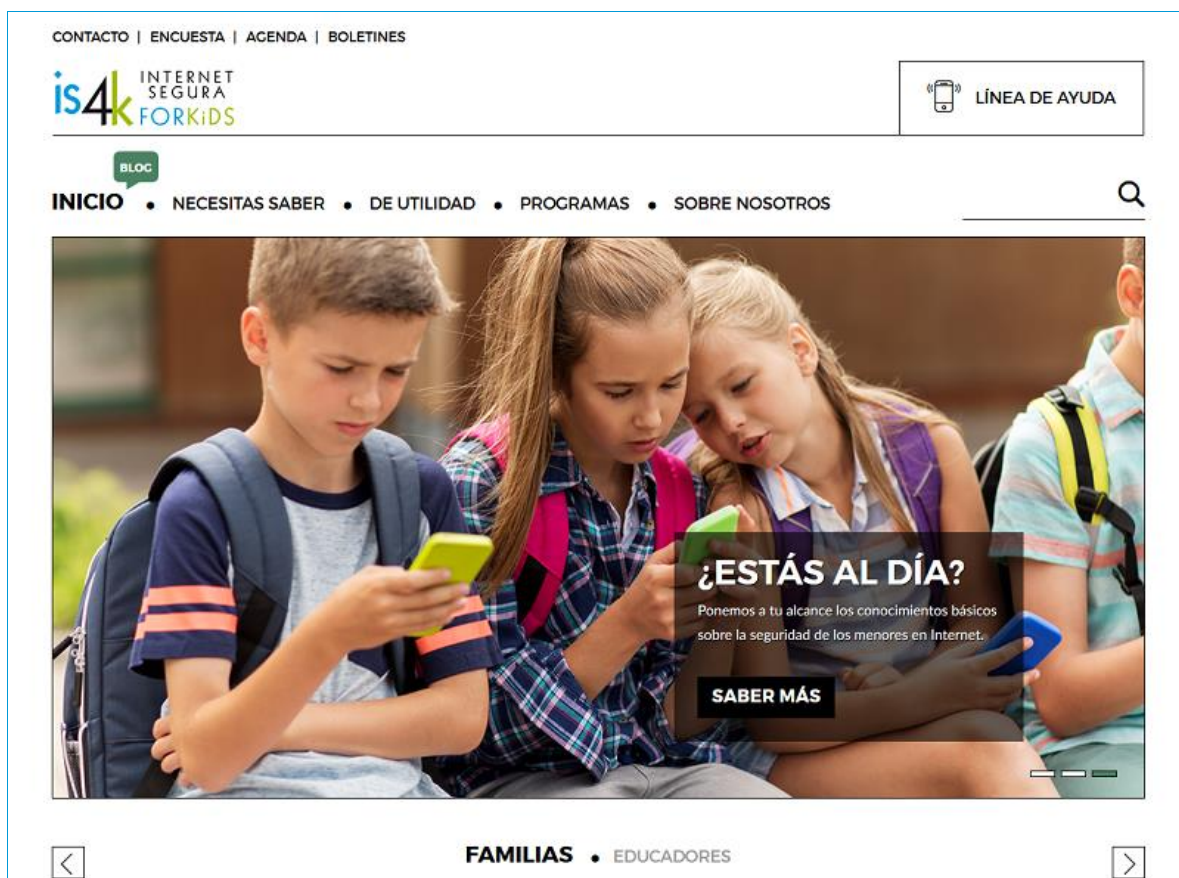 CONTACTO | ENCUESTA | AGENDA | BOLETINES
is4k INTERNET
SEGURA
FORKiDS
LÍNEA DE AYUDA
BLOG
INICIO • NECESITAS SABER • DE UTILIDAD • PROGRAMAS • SOBRE NOSOTROS
¿ESTÁS AL DÍA?
Ponemos a tu alcance los conocimientos básicos
sobre la seguridad de los menores en Internet.
SABER MÁS
FAMILIAS • EDUCADORES